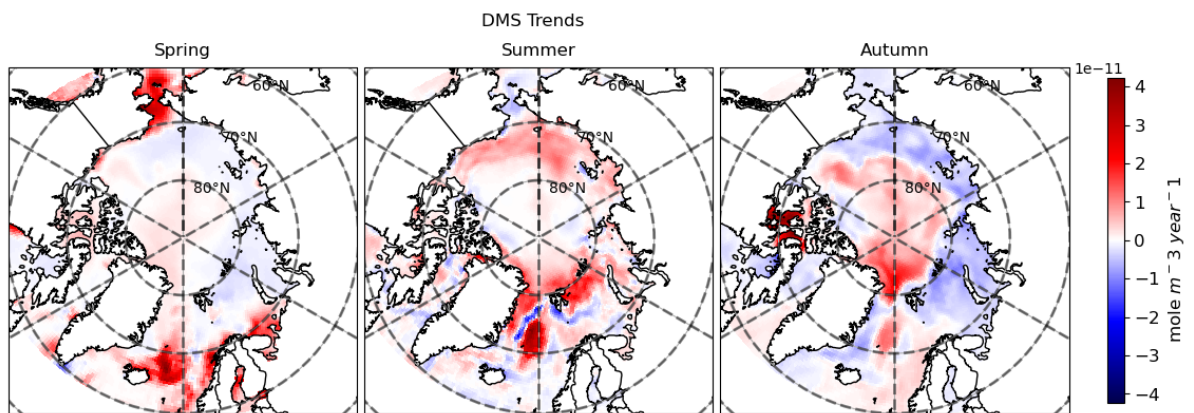 DMS Trends
Spring
Summer
Autumn
60°N
70°N
80°N
60°N
70°N
80°N
60°N
70°N
80°N
1e−11
4
3
2
1
0
−1
−2
−3
−4
mole m^−3 year^−1